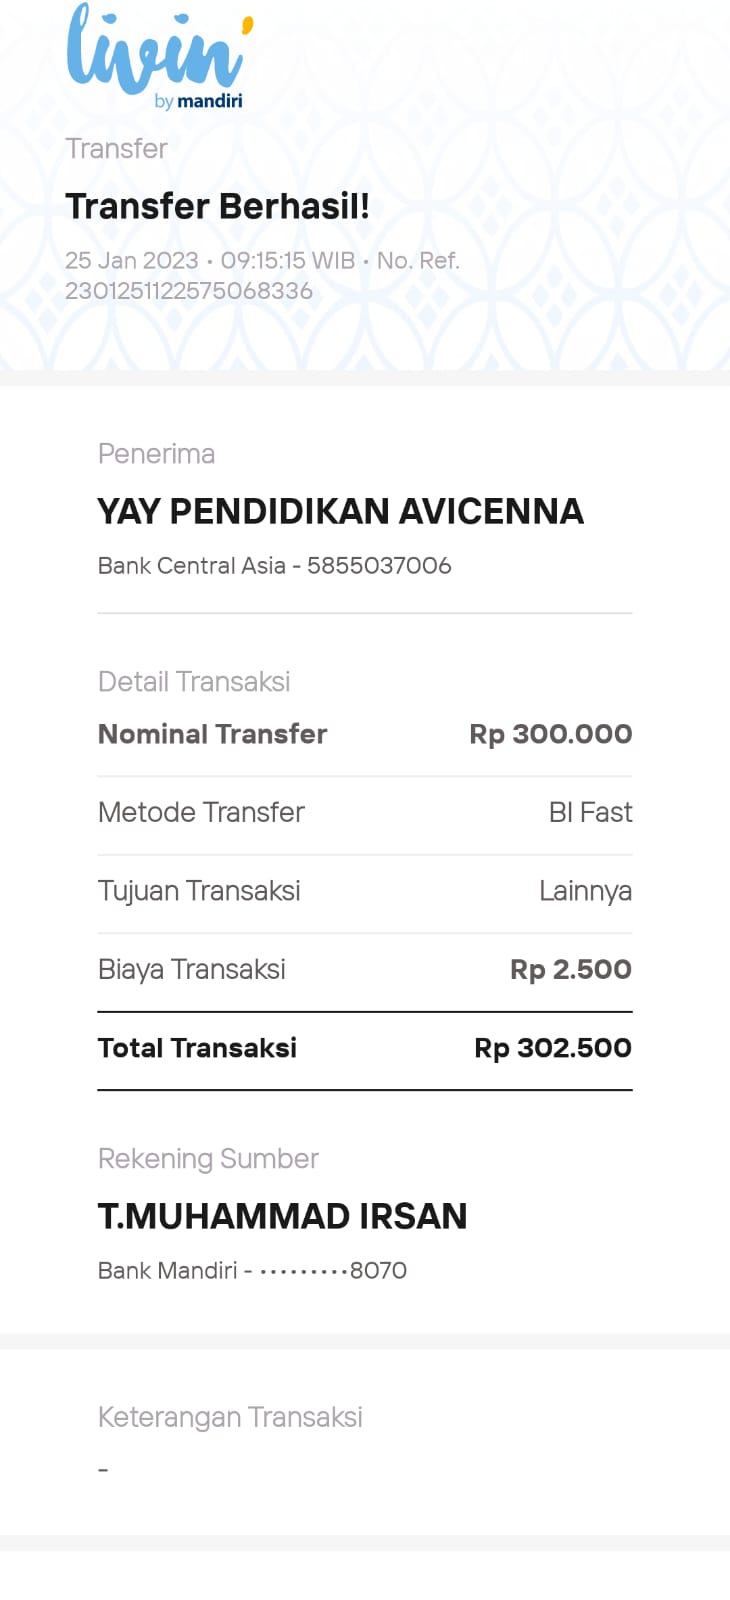 livin'
by mandiri
Transfer
Transfer Berhasil!
25 Jan 2023 • 09:15:15 WIB • No. Ref.
2301251122575068336
Penerima
YAY PENDIDIKAN AVICENNA
Bank Central Asia - 5855037006
Detail Transaksi
Nominal Transfer Rp 300.000
Metode Transfer BI Fast
Tujuan Transaksi Lainnya
Biaya Transaksi Rp 2.500
Total Transaksi Rp 302.500
Rekening Sumber
T.MUHAMMAD IRSAN
Bank Mandiri - •••••••••8070
Keterangan Transaksi
-